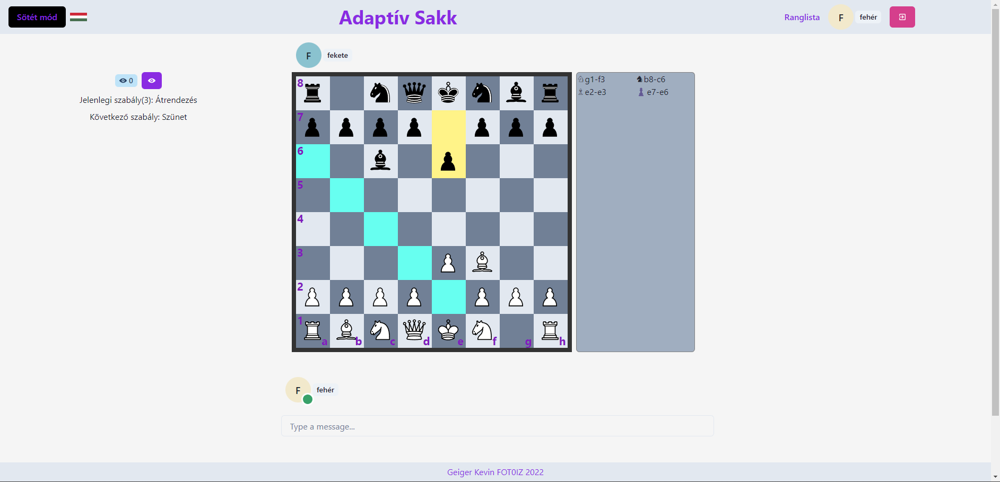 Sötét mód
Adaptív Sakk
Ranglista
F
fehér
F
fekete
0
Jelenlegi szabály(3): Átrendezés
Következő szabály: Szünet
8
7
6
5
4
3
2
1
a b c d e f g h
g1-f3 b8-c6
e2-e3 e7-e6
F
fehér
Type a message...
Geiger Kevin FOT0IZ 2022